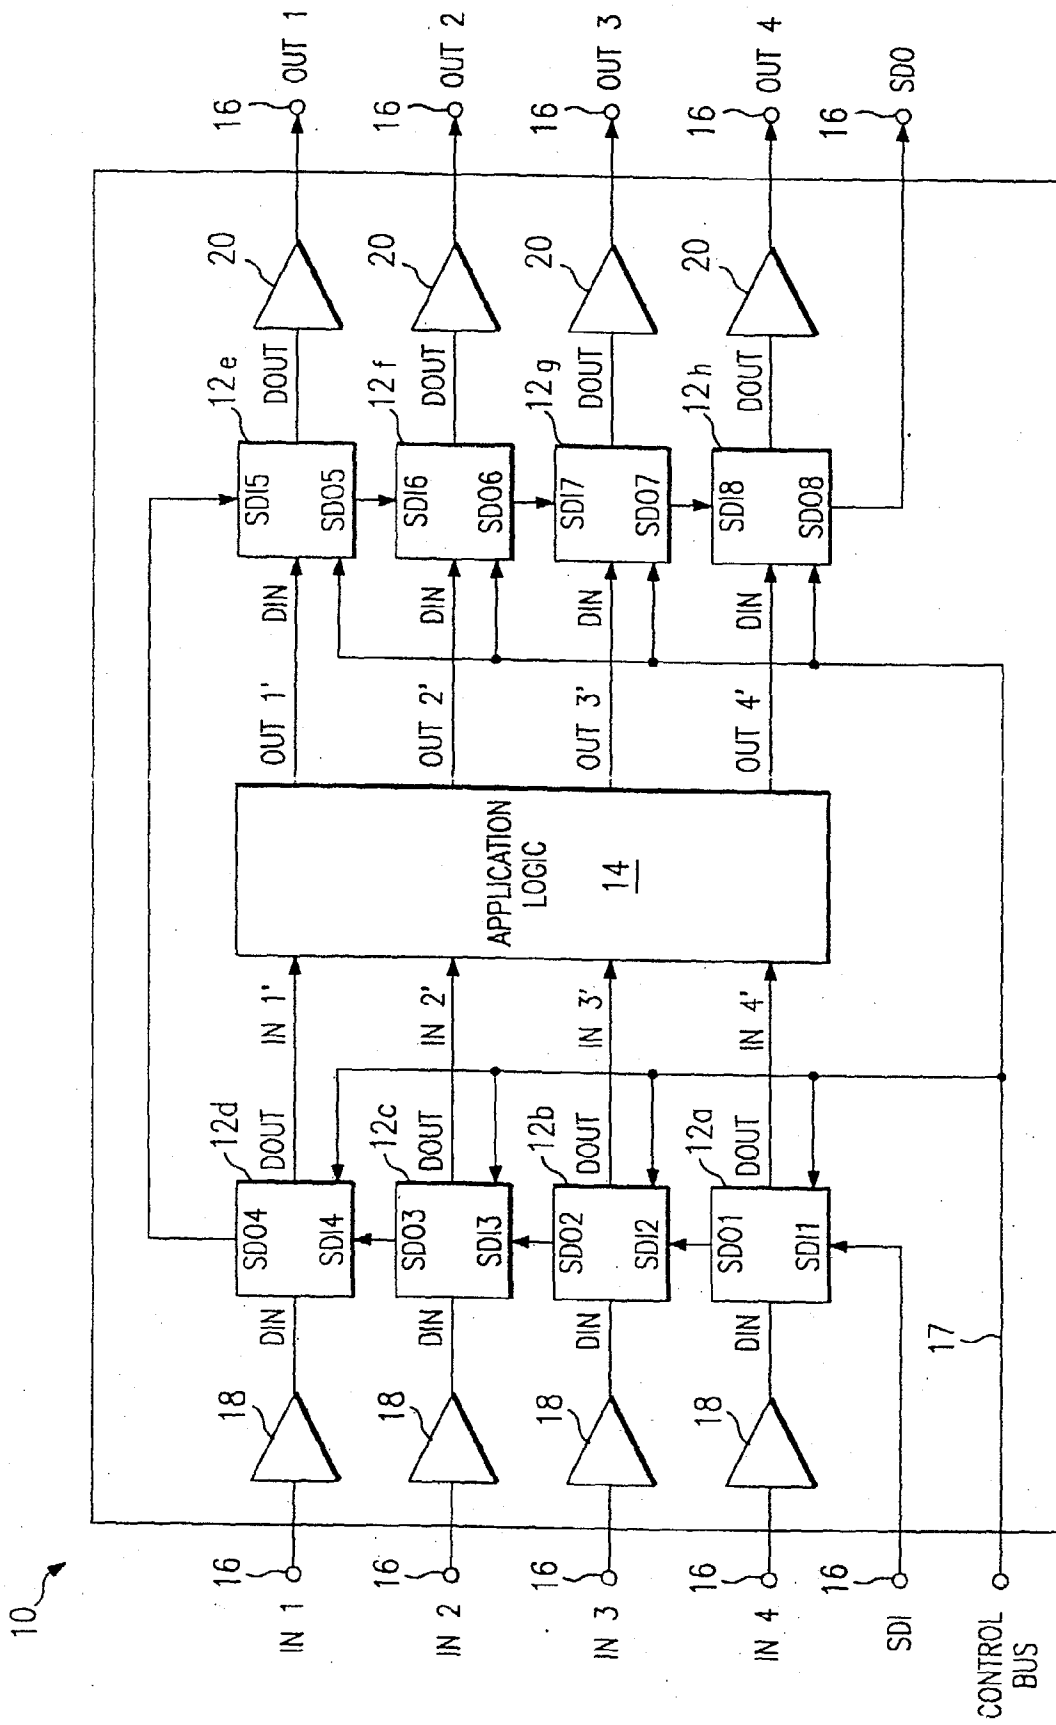 10
IN 1
16
18
DIN
12d
SDO4
SDI4
DOUT
IN 1'
OUT 1'
DIN
12e
SDI5
SDO5
DOUT
20
16
OUT 1
IN 2
16
18
DIN
12c
SDO3
SDI3
DOUT
IN 2'
OUT 2'
DIN
12f
SDI6
SDO6
DOUT
20
16
OUT 2
APPLICATION
LOGIC
14
IN 3
16
18
DIN
12b
SDO2
SDI2
DOUT
IN 3'
OUT 3'
DIN
12g
SDI7
SDO7
DOUT
20
16
OUT 3
IN 4
16
18
DIN
12a
SDO1
SDI1
DOUT
IN 4'
OUT 4'
DIN
12h
SDI8
SDO8
DOUT
20
16
OUT 4
SDI
16
16
SDO
CONTROL
BUS
17